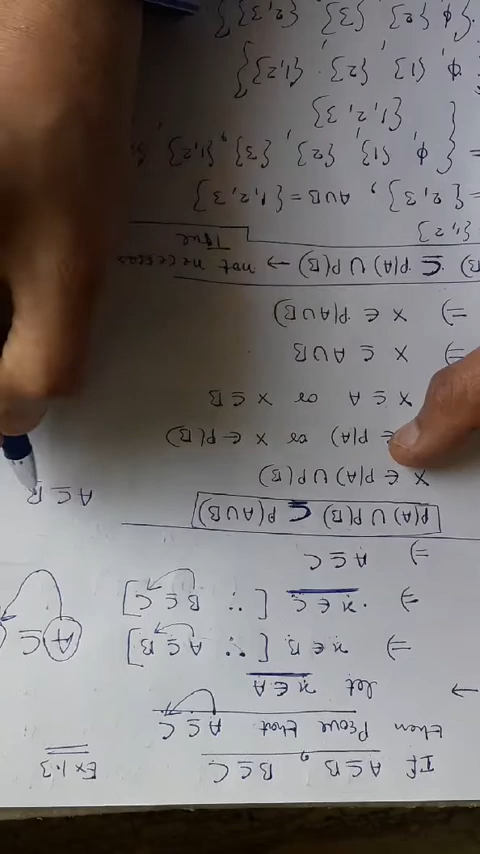 If A ⊆ B, B ⊆ C Ex 1.3
then Prove that A ⊆ C
→ let x ∈ A
⇒ x ∈ B [∵ A ⊆ B] A ⊆
⇒ x ∈ C [∵ B ⊆ C]
⇒ A ⊆ C
P(A) ∪ P(B) ⊆ P(A∪B)
X ∈ P(A) ∪ P(B) A ⊆ B
∈ P(A) or X ∈ P(B)
X ⊆ A or X ⊆ B
⇒ X ⊆ A∪B
⇒ X ∈ P(A∪B)
B) ⊆ P(A) ∪ P(B) → not necessar
True
{1,2}
= {2,3}, A∪B = {1,2,3}
= { ϕ, {1}, {2}, {3}, {1,2},
{1,2,3}
ϕ, {1} {2}, {1,2}}
ϕ {2} {3} {2,3}